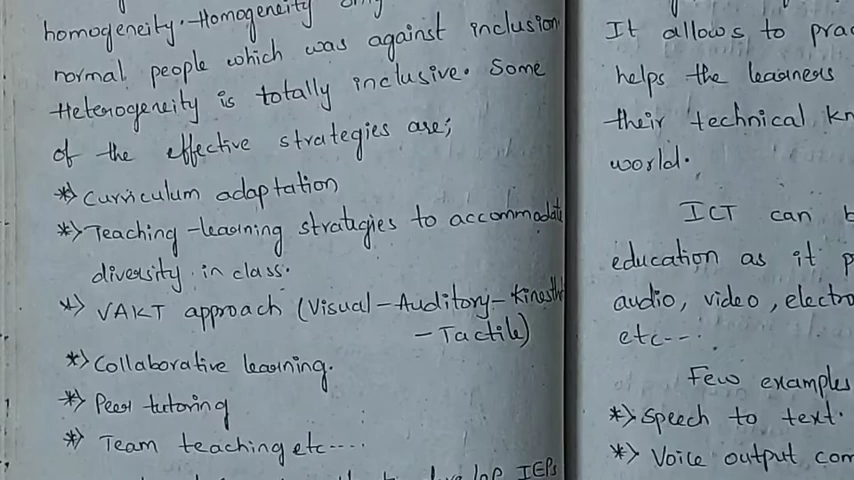 homogeneity. Homogeneity
normal people which was against inclusion
Heterogeneity is totally inclusive. Some
of the effective strategies are;
*) Curriculum adaptation
*) Teaching-learning strategies to accommodate
diversity in class.
*) VAKT approach (Visual-Auditory-Kinesth
- Tactile)
*) Collaborative learning.
*) Peer tutoring
*) Team teaching etc....
IEPs
It allows to prac
helps the learners
their technical kn
world.
ICT can b
education as it p
audio, video, electro
etc...
Few examples
*) Speech to text.
*) Voice output com